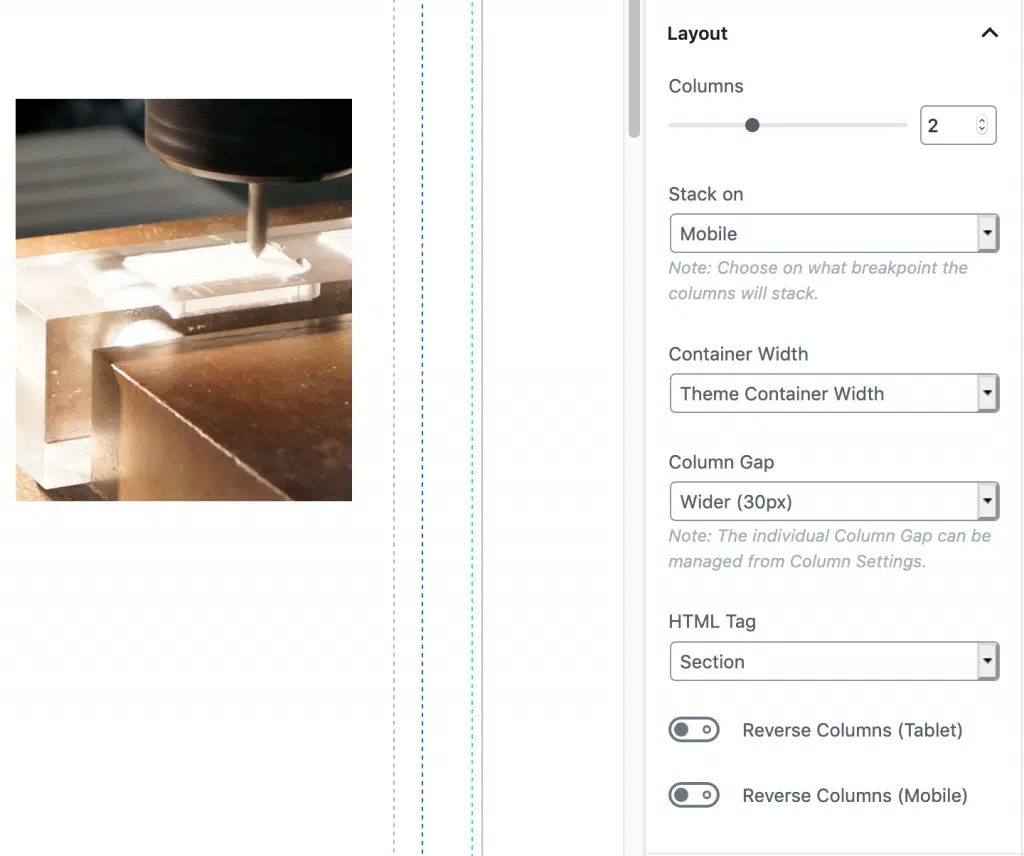 Layout
Columns
2
Stack on
Mobile
Note: Choose on what breakpoint the
columns will stack.
Container Width
Theme Container Width
Column Gap
Wider (30px)
Note: The individual Column Gap can be
managed from Column Settings.
HTML Tag
Section
Reverse Columns (Tablet)
Reverse Columns (Mobile)